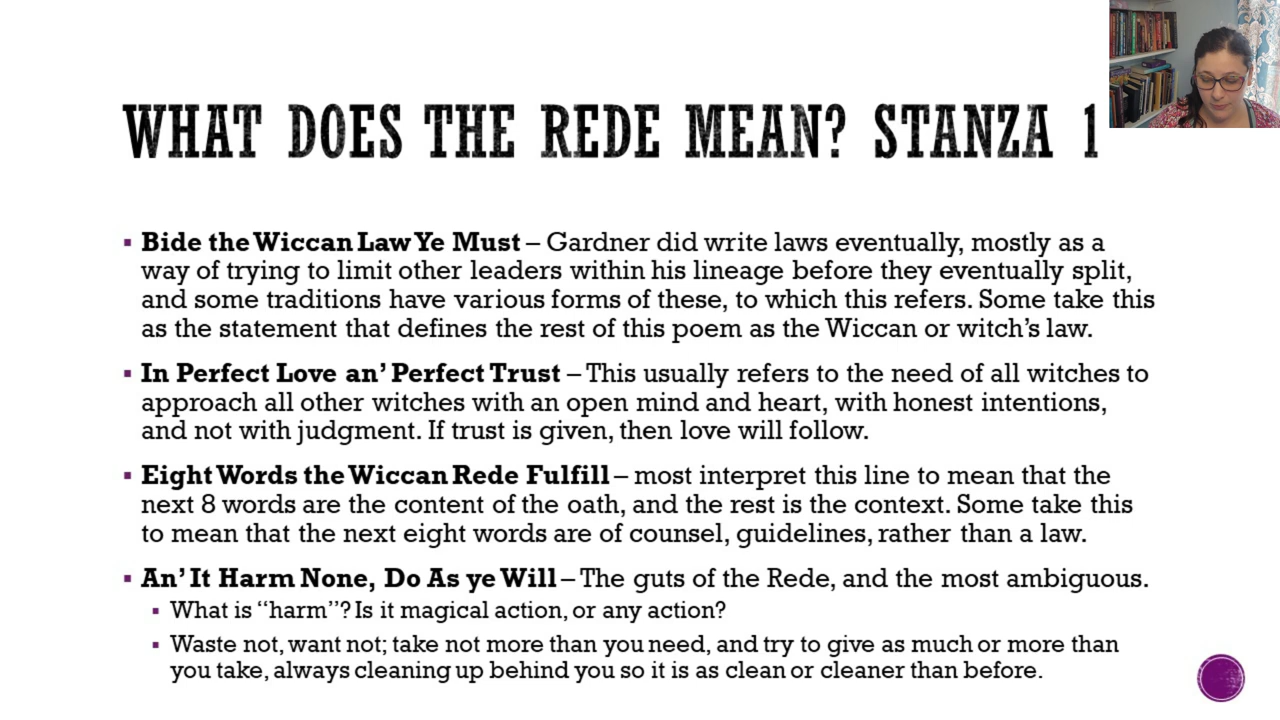 WHAT DOES THE REDE MEAN? STANZA 1
▪ Bide the Wiccan Law Ye Must – Gardner did write laws eventually, mostly as a
way of trying to limit other leaders within his lineage before they eventually split,
and some traditions have various forms of these, to which this refers. Some take this
as the statement that defines the rest of this poem as the Wiccan or witch's law.
▪ In Perfect Love an' Perfect Trust – This usually refers to the need of all witches to
approach all other witches with an open mind and heart, with honest intentions,
and not with judgment. If trust is given, then love will follow.
▪ Eight Words the Wiccan Rede Fulfill – most interpret this line to mean that the
next 8 words are the content of the oath, and the rest is the context. Some take this
to mean that the next eight words are of counsel, guidelines, rather than a law.
▪ An' It Harm None, Do As ye Will – The guts of the Rede, and the most ambiguous.
▪ What is "harm"? Is it magical action, or any action?
▪ Waste not, want not; take not more than you need, and try to give as much or more than
you take, always cleaning up behind you so it is as clean or cleaner than before.